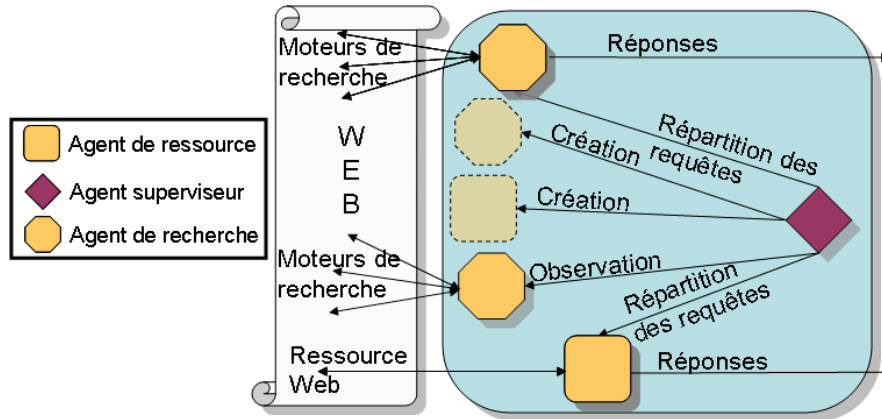 Agent de ressource
Agent superviseur
Agent de recherche
Moteurs de
recherche
W
E
B
Moteurs de
recherche
Ressource
Web
Réponses
Répartition des
requêtes
Création
Création
Observation
Répartition
des requêtes
Réponses